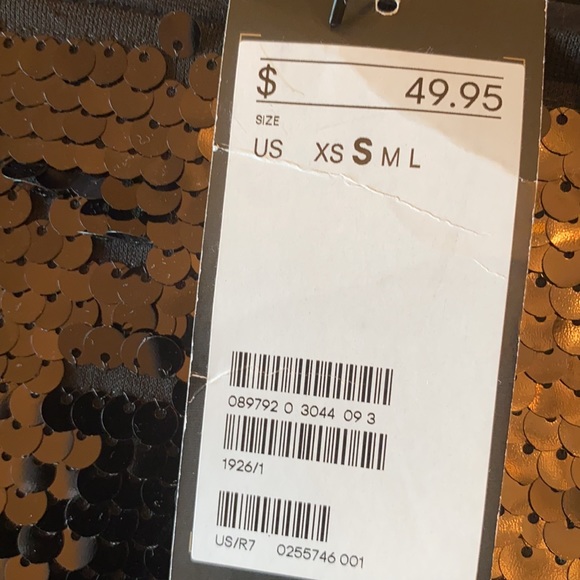 $ 49.95
SIZE
US XS S M L
089792 0 3044 09 3
1926/1
US/R7 0255746 001